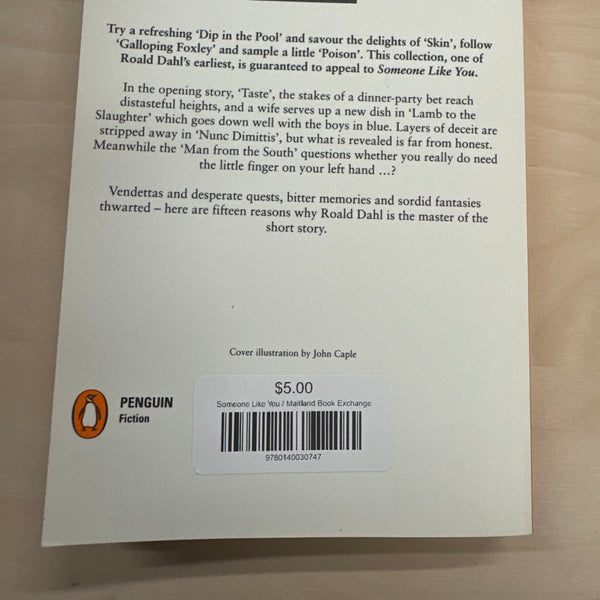 Try a refreshing ‘Dip in the Pool’ and savour the delights of ‘Skin’, follow
‘Galloping Foxley’ and sample a little ‘Poison’. This collection, one of
Roald Dahl’s earliest, is guaranteed to appeal to Someone Like You.
In the opening story, ‘Taste’, the stakes of a dinner-party bet reach
distasteful heights, and a wife serves up a new dish in ‘Lamb to the
Slaughter’ which goes down well with the boys in blue. Layers of deceit are
stripped away in ‘Nunc Dimittis’, but what is revealed is far from honest.
Meanwhile the ‘Man from the South’ questions whether you really do need
the little finger on your left hand …?
Vendettas and desperate quests, bitter memories and sordid fantasies
thwarted – here are fifteen reasons why Roald Dahl is the master of the
short story.
Cover illustration by John Caple
PENGUIN
Fiction
$5.00
Someone Like You / Maitland Book Exchange
9780140030747